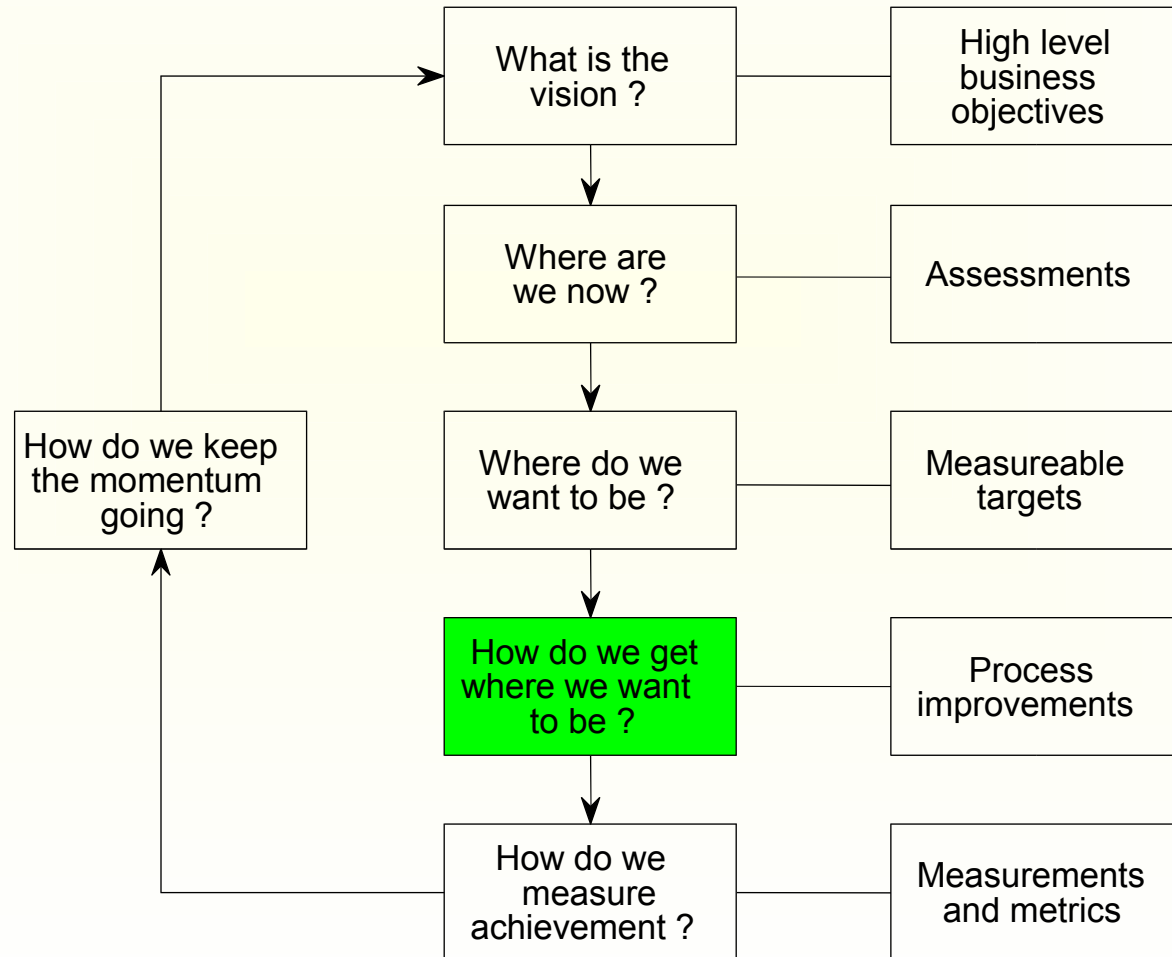 What is the
vision ?
High level
business
objectives
Where are
we now ?
Assessments
How do we keep
the momentum
going ?
Where do we
want to be ?
Measureable
targets
How do we get
where we want
to be ?
Process
improvements
How do we
measure
achievement ?
Measurements
and metrics